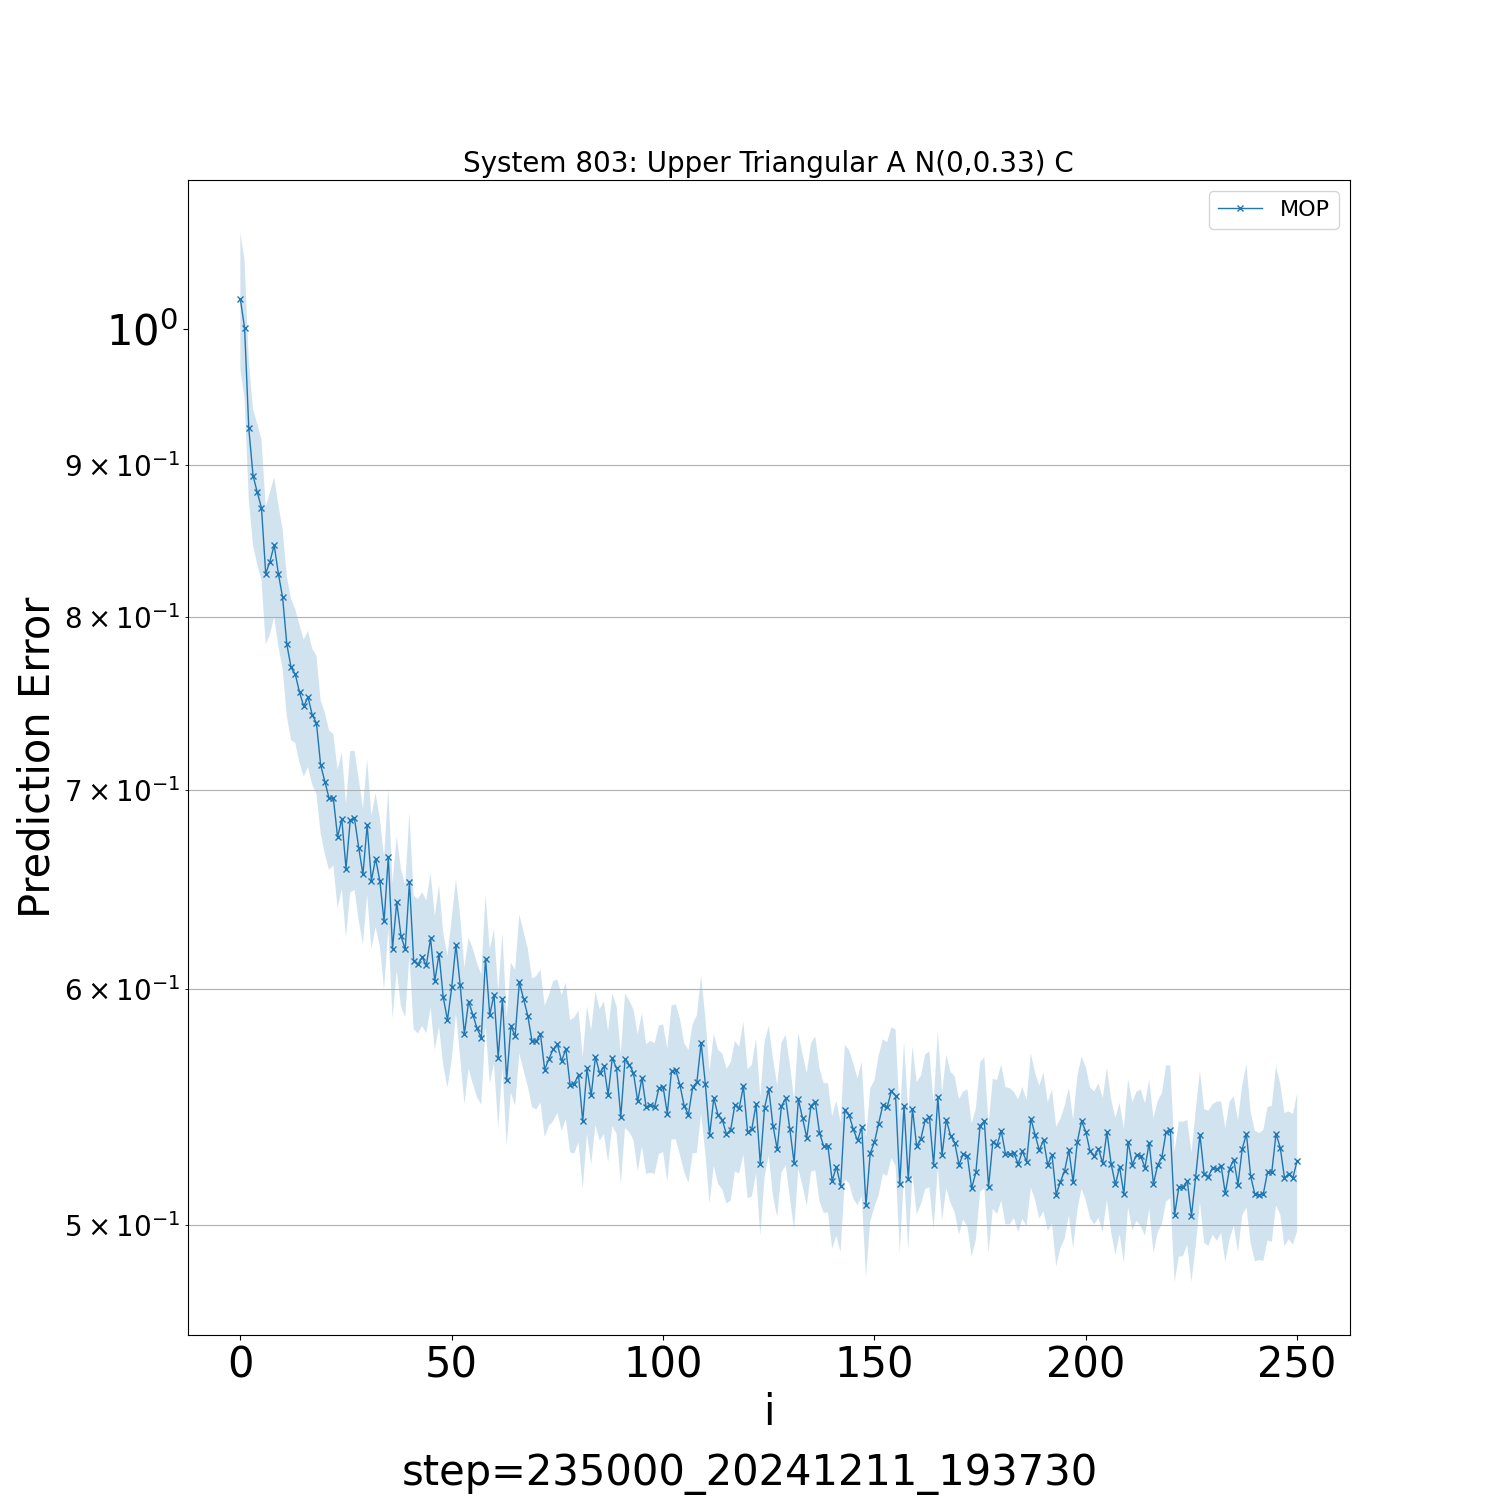 System 803: Upper Triangular A N(0,0.33) C
MOP
10⁰
9 × 10⁻¹
8 × 10⁻¹
7 × 10⁻¹
6 × 10⁻¹
5 × 10⁻¹
Prediction Error
0 50 100 150 200 250
i
step=235000_20241211_193730